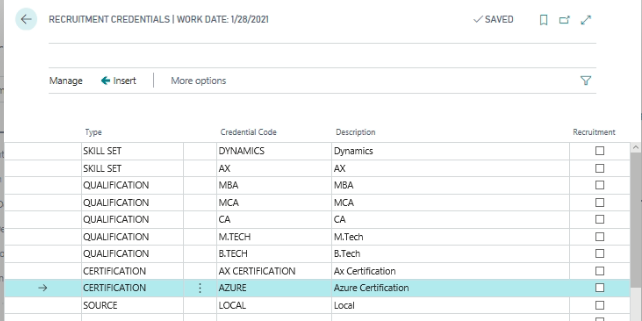 RECRUITMENT CREDENTIALS | WORK DATE: 1/28/2021 SAVED
Manage Insert More options
Type Credential Code Description Recruitment
SKILL SET DYNAMICS Dynamics
SKILL SET AX AX
QUALIFICATION MBA MBA
QUALIFICATION MCA MCA
QUALIFICATION CA CA
QUALIFICATION M.TECH M.Tech
QUALIFICATION B.TECH B.Tech
CERTIFICATION AX CERTIFICATION Ax Certification
CERTIFICATION AZURE Azure Certification
SOURCE LOCAL Local